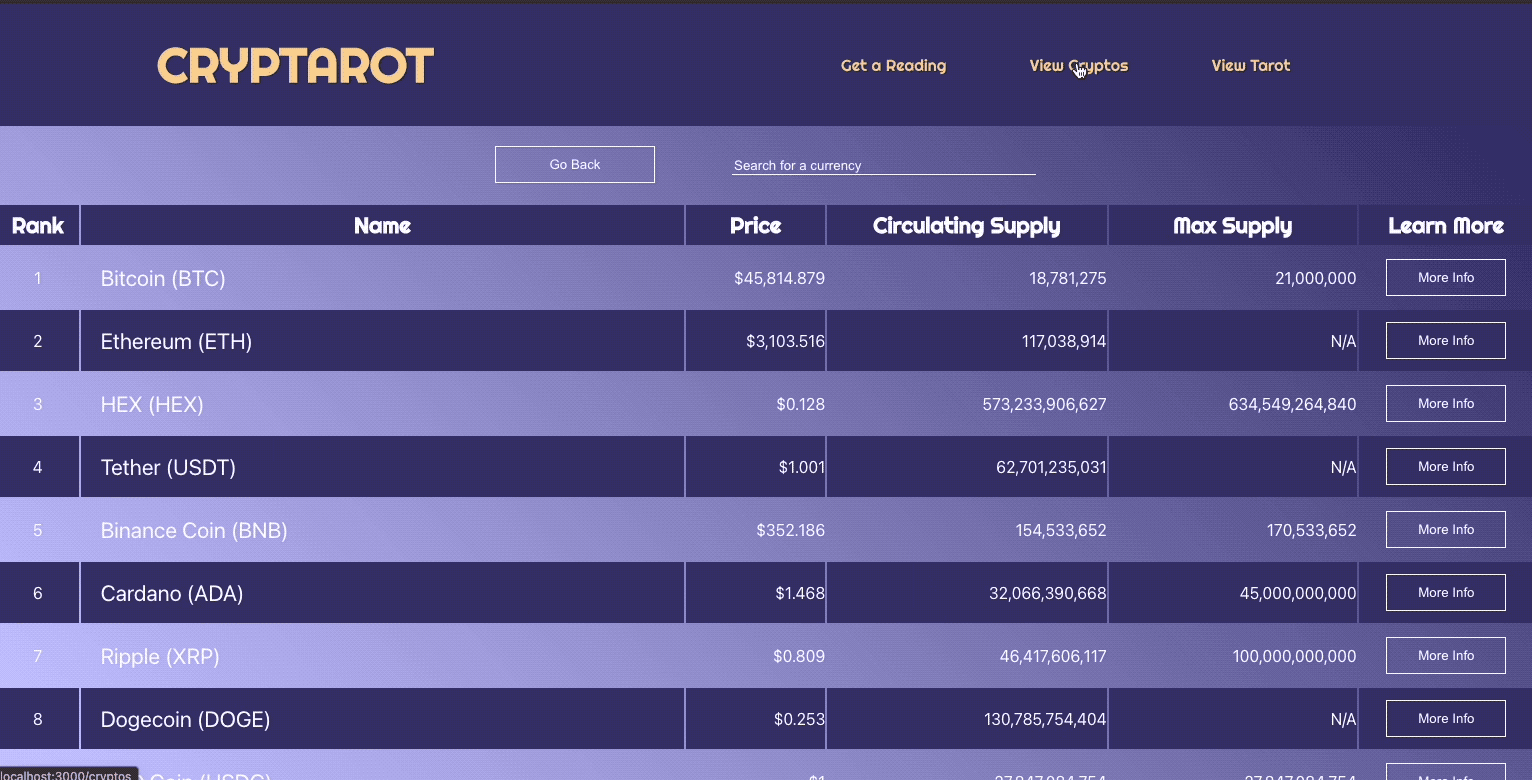 CRYPTAROT
Get a Reading View Cryptos View Tarot
Go Back Search for a currency
Rank Name Price Circulating Supply Max Supply Learn More
1 Bitcoin (BTC) $45,814.879 18,781,275 21,000,000 More Info
2 Ethereum (ETH) $3,103.516 117,038,914 N/A More Info
3 HEX (HEX) $0.128 573,233,906,627 634,549,264,840 More Info
4 Tether (USDT) $1.001 62,701,235,031 N/A More Info
5 Binance Coin (BNB) $352.186 154,533,652 170,533,652 More Info
6 Cardano (ADA) $1.468 32,066,390,668 45,000,000,000 More Info
7 Ripple (XRP) $0.809 46,417,606,117 100,000,000,000 More Info
8 Dogecoin (DOGE) $0.253 130,785,754,404 N/A More Info
Coin (USDC) $1 More Info
localhost:3000/cryptos